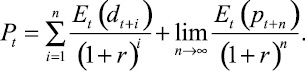 P_t = \sum_{i=1}^{n} \frac{E_t(d_{t+i})}{(1+r)^i} + \lim_{n \to \infty} \frac{E_t(p_{t+n})}{(1+r)^n}.